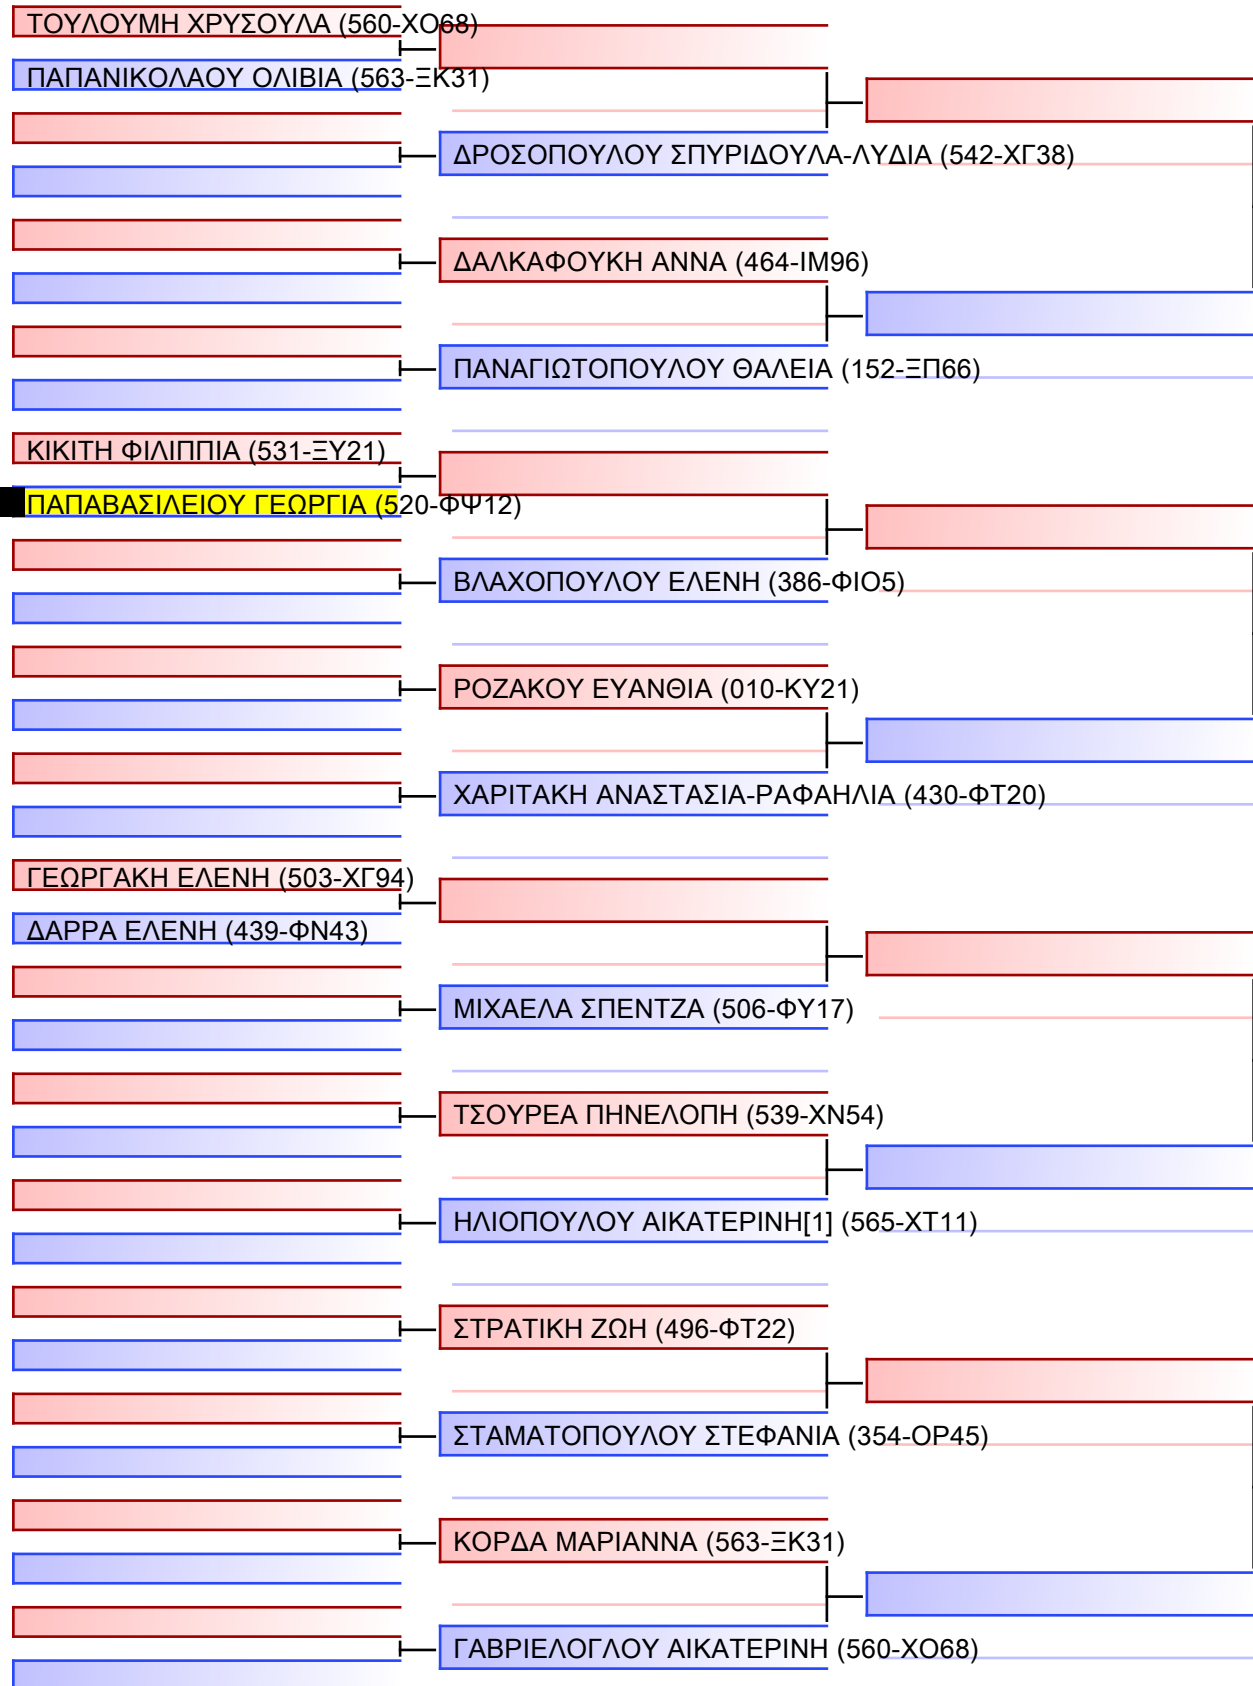 ΤΟΥΛΟΥΜΗ ΧΡΥΣΟΥΛΑ (560-ΧΟ68)
ΠΑΠΑΝΙΚΟΛΑΟΥ ΟΛΙΒΙΑ (563-ΞΚ31)
ΔΡΟΣΟΠΟΥΛΟΥ ΣΠΥΡΙΔΟΥΛΑ-ΛΥΔΙΑ (542-ΧΓ38)
ΔΑΛΚΑΦΟΥΚΗ ΑΝΝΑ (464-ΙΜ96)
ΠΑΝΑΓΙΩΤΟΠΟΥΛΟΥ ΘΑΛΕΙΑ (152-ΞΠ66)
ΚΙΚΙΤΗ ΦΙΛΙΠΠΙΑ (531-ΞΥ21)
ΠΑΠΑΒΑΣΙΛΕΙΟΥ ΓΕΩΡΓΙΑ (520-ΦΨ12)
ΒΛΑΧΟΠΟΥΛΟΥ ΕΛΕΝΗ (386-ΦΙΟ5)
ΡΟΖΑΚΟΥ ΕΥΑΝΘΙΑ (010-ΚΥ21)
ΧΑΡΙΤΑΚΗ ΑΝΑΣΤΑΣΙΑ-ΡΑΦΑΗΛΙΑ (430-ΦΤ20)
ΓΕΩΡΓΑΚΗ ΕΛΕΝΗ (503-ΧΓ94)
ΔΑΡΡΑ ΕΛΕΝΗ (439-ΦΝ43)
ΜΙΧΑΕΛΑ ΣΠΕΝΤΖΑ (506-ΦΥ17)
ΤΣΟΥΡΕΑ ΠΗΝΕΛΟΠΗ (539-ΧΝ54)
ΗΛΙΟΠΟΥΛΟΥ ΑΙΚΑΤΕΡΙΝΗ[1] (565-ΧΤ11)
ΣΤΡΑΤΙΚΗ ΖΩΗ (496-ΦΤ22)
ΣΤΑΜΑΤΟΠΟΥΛΟΥ ΣΤΕΦΑΝΙΑ (354-ΟΡ45)
ΚΟΡΔΑ ΜΑΡΙΑΝΝΑ (563-ΞΚ31)
ΓΑΒΡΙΕΛΟΓΛΟΥ ΑΙΚΑΤΕΡΙΝΗ (560-ΧΟ68)